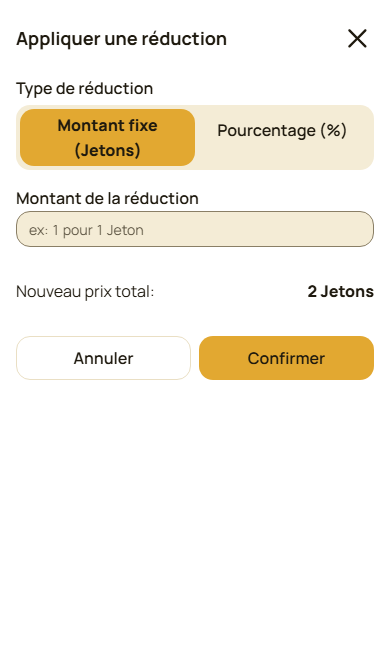 Appliquer une réduction
Type de réduction
Montant fixe
(Jetons)
Pourcentage (%)
Montant de la réduction
ex: 1 pour 1 Jeton
Nouveau prix total:
2 Jetons
Annuler
Confirmer